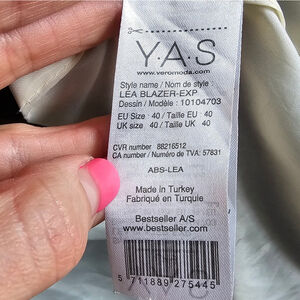 Y.A.S
www.veromoda.com
Style name / Nom de style :
LEA BLAZER-EXP
Dessin / Modèle : 10104703
EU Size : 40 / Taille EU : 40
UK size : 40 / Taille UK : 40
CVR number 88216512
CA number / Numéro de TVA: 57831
ABS-LEA
Made in Turkey
Fabriqué en Turquie
Bestseller A/S
www.bestseller.com
5 711889 275445